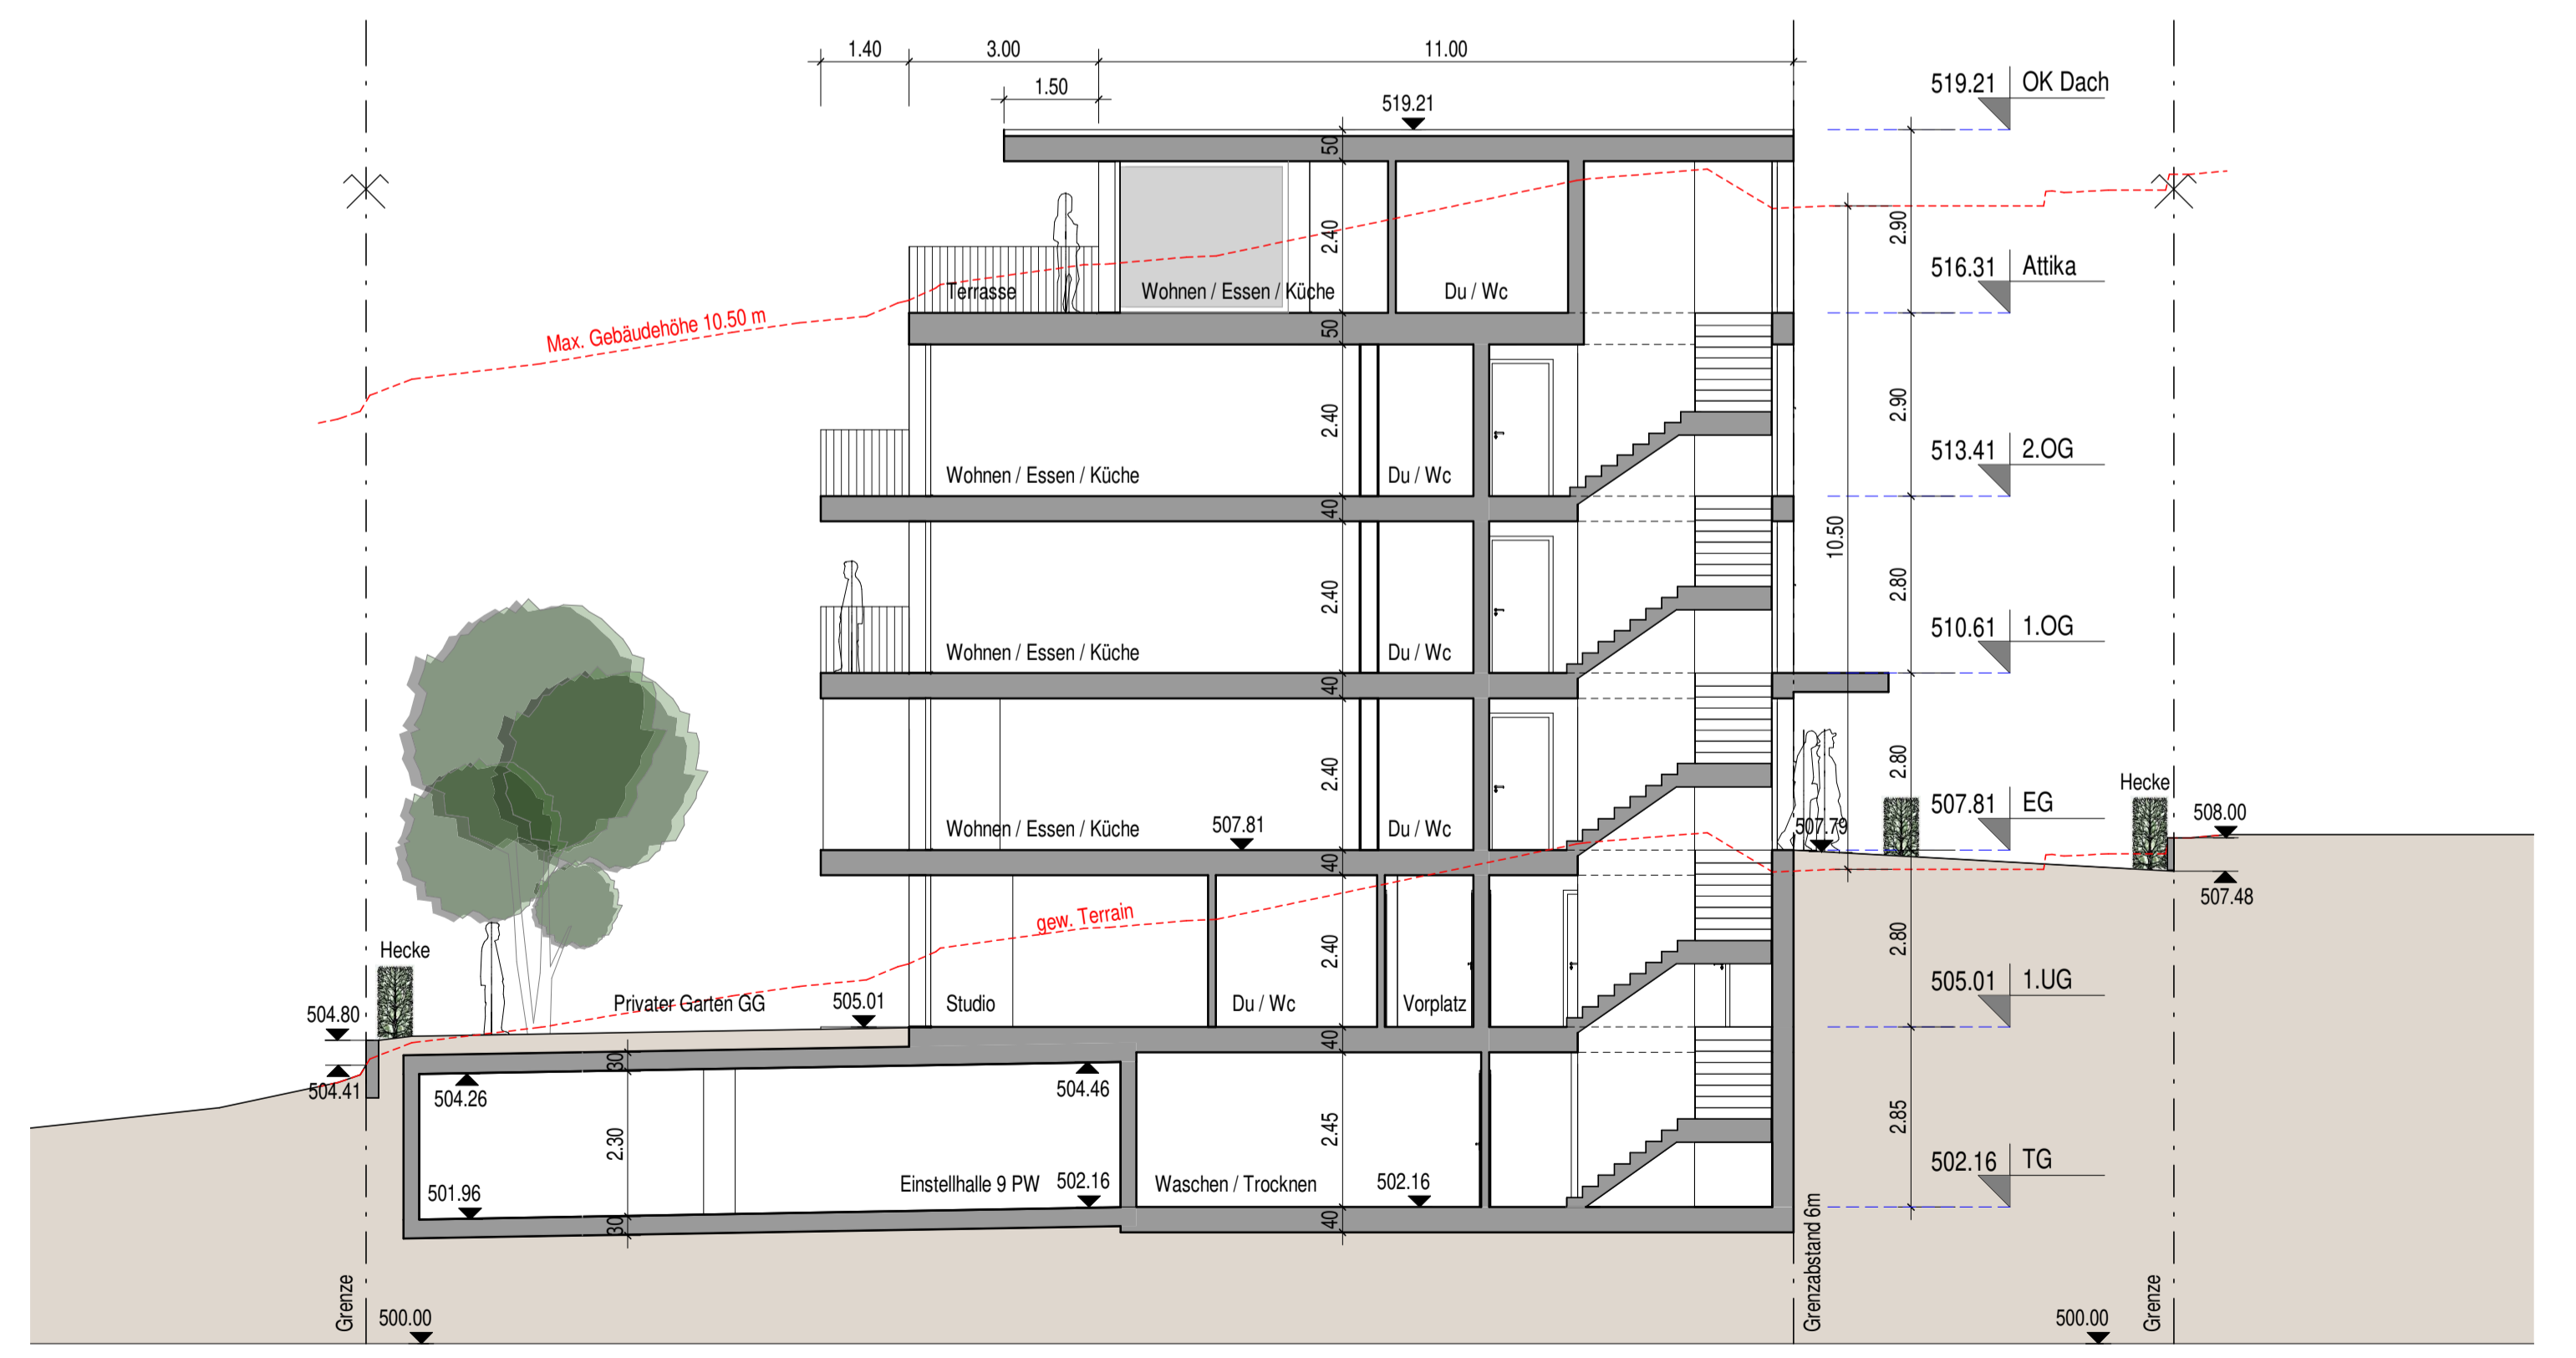 1.40
3.00
11.00
1.50
519.21
519.21 OK Dach
50
2.40
2.90
516.31 Attika
Terrasse
Wohnen / Essen / Küche
Du / Wc
Max. Gebäudehöhe 10.50 m
50
2.40
2.90
513.41 2.OG
Wohnen / Essen / Küche
Du / Wc
40
10.50
2.40
2.80
510.61 1.OG
Wohnen / Essen / Küche
Du / Wc
40
2.40
2.80
Hecke
507.81 EG
508.00
Wohnen / Essen / Küche
507.81
Du / Wc
507.79
40
507.48
gew. Terrain
Hecke
2.40
2.80
505.01 1.UG
504.80
Privater Garten GG
505.01
Studio
Du / Wc
Vorplatz
40
30
504.41
504.26
504.46
2.30
2.45
2.85
502.16 TG
501.96
Einstellhalle 9 PW
502.16
Waschen / Trocknen
502.16
30
40
Grenze
Grenzabstand 6m
Grenze
500.00
500.00